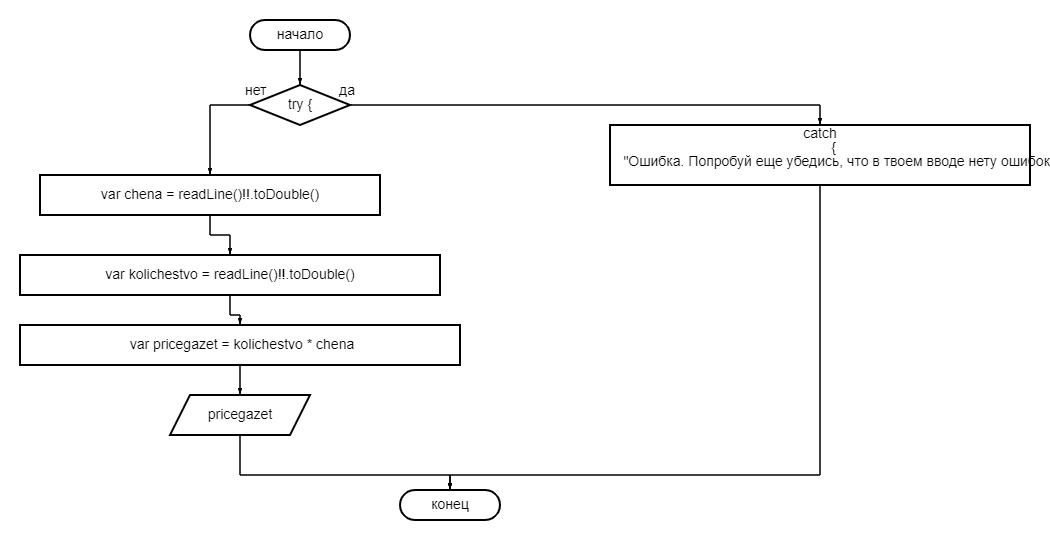 начало
нет
да
try {
catch
{
"Ошибка. Попробуй еще убедись, что в твоем вводе нету ошибок
var chena = readLine()!!.toDouble()
var kolichestvo = readLine()!!.toDouble()
var pricegazet = kolichestvo * chena
pricegazet
конец